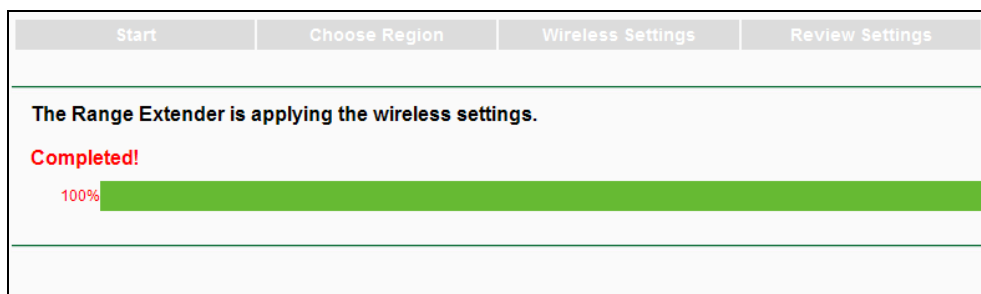 Start Choose Region Wireless Settings Review Settings
The Range Extender is applying the wireless settings.
Completed!
100%